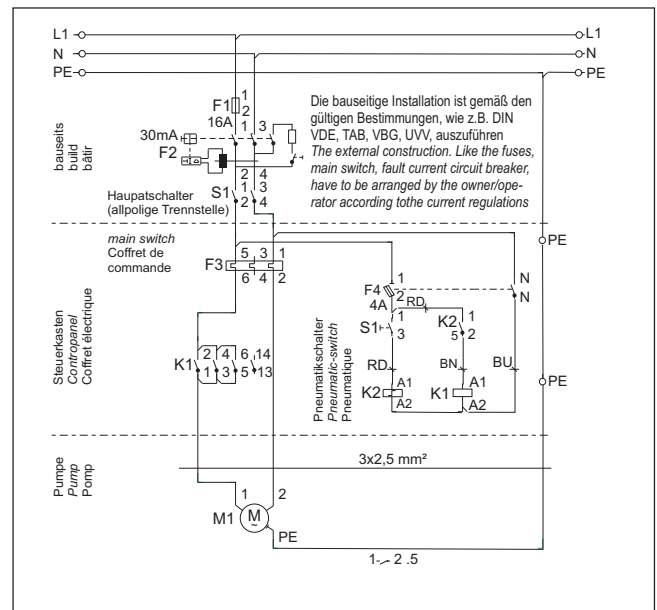 L1 L1
N N
PE PE
F1 1 2
16A
30mA 1 3
F2
2 4
Die bauseitige Installation ist gemäß den
gültigen Bestimmungen, wie z.B. DIN
VDE, TAB, VBG, UVV, auszuführen
The external construction. Like the fuses,
main switch, fault current circuit breaker,
have to be arranged by the owner/ope-
rator according tothe current regulations
bauseits
build
bâtir
Haupatschalter
(allpolige Trennstelle)
S1 1 3
2 4
main switch
Coffret de
commande
PE
F3 5 3 1
6 4 2
F4 1
2
4A
RD
N
N
S1 1
3
K2 1
5 2
Steuerkasten
Contropanel
Coffret électrique
K1 2 4 6 14
1 3 5 13
Pneumatikschalter
Pneumatic-switch
Pneumatique
RD BN BU
K2 A1
A2
K1 A1
A2
PE
3x2,5 mm²
Pumpe
Pump
Pomp
1 2
M1 M
~
PE
1- 2 .5